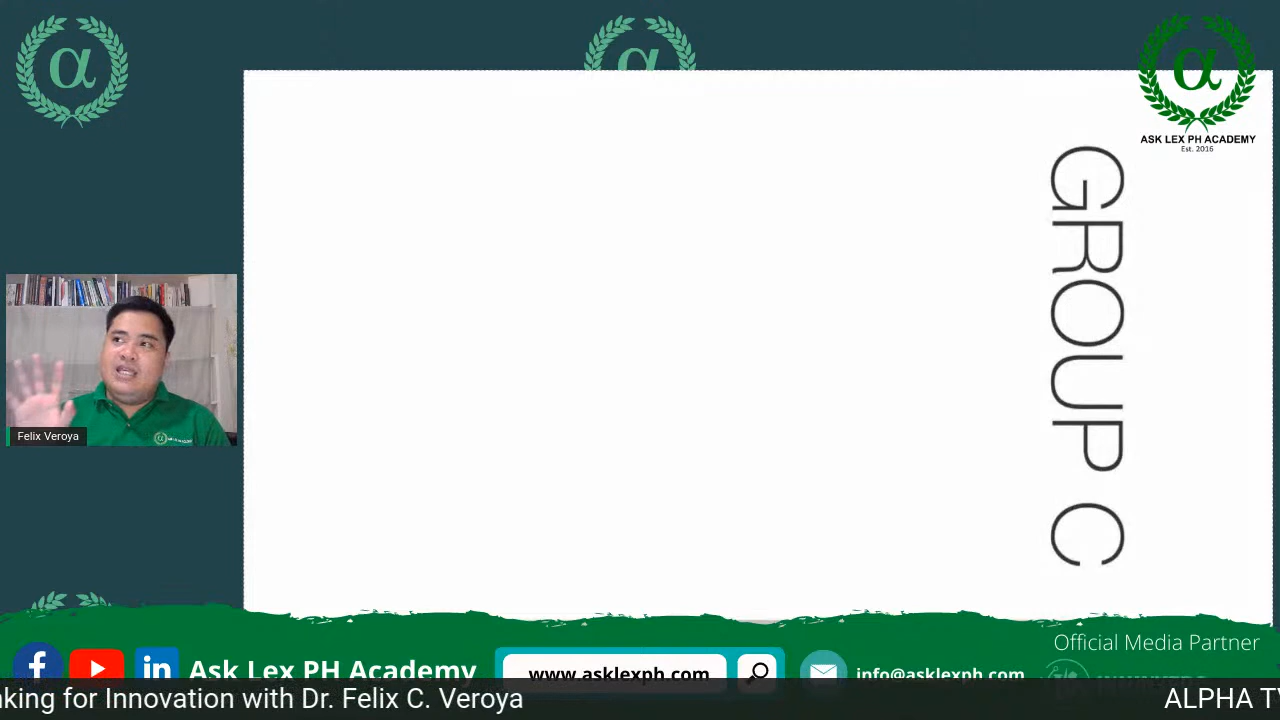 α
α
α
ASK LEX PH ACADEMY
Est. 2016
GROUP C
Felix Veroya
Official Media Partner
f
in
Ask Lex PH Academy
www.asklexph.com
info@asklexph.com
for Innovation with Dr. Felix C. Veroya
ALPHA